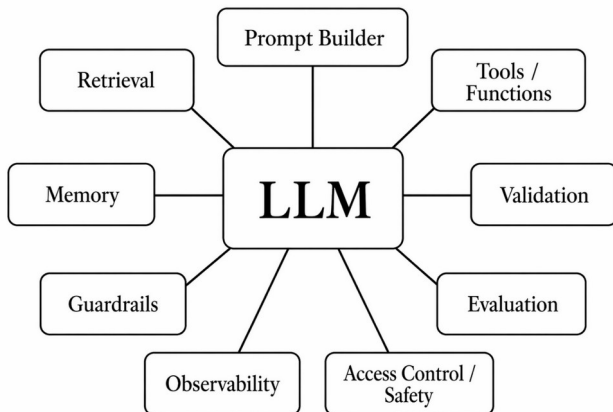 Prompt Builder
Retrieval
Tools /
Functions
Memory
LLM
Validation
Guardrails
Evaluation
Observability
Access Control /
Safety